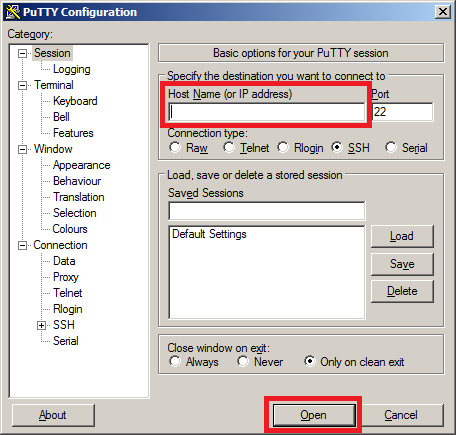 PuTTY Configuration
Category:
Session
Logging
Terminal
Keyboard
Bell
Features
Window
Appearance
Behaviour
Translation
Selection
Colours
Connection
Data
Proxy
Telnet
Rlogin
SSH
Serial
Basic options for your PuTTY session
Specify the destination you want to connect to
Host Name (or IP address) Port
22
Connection type:
Raw Telnet Rlogin SSH Serial
Load, save or delete a stored session
Saved Sessions
Default Settings
Load
Save
Delete
Close window on exit:
Always Never Only on clean exit
About Open Cancel